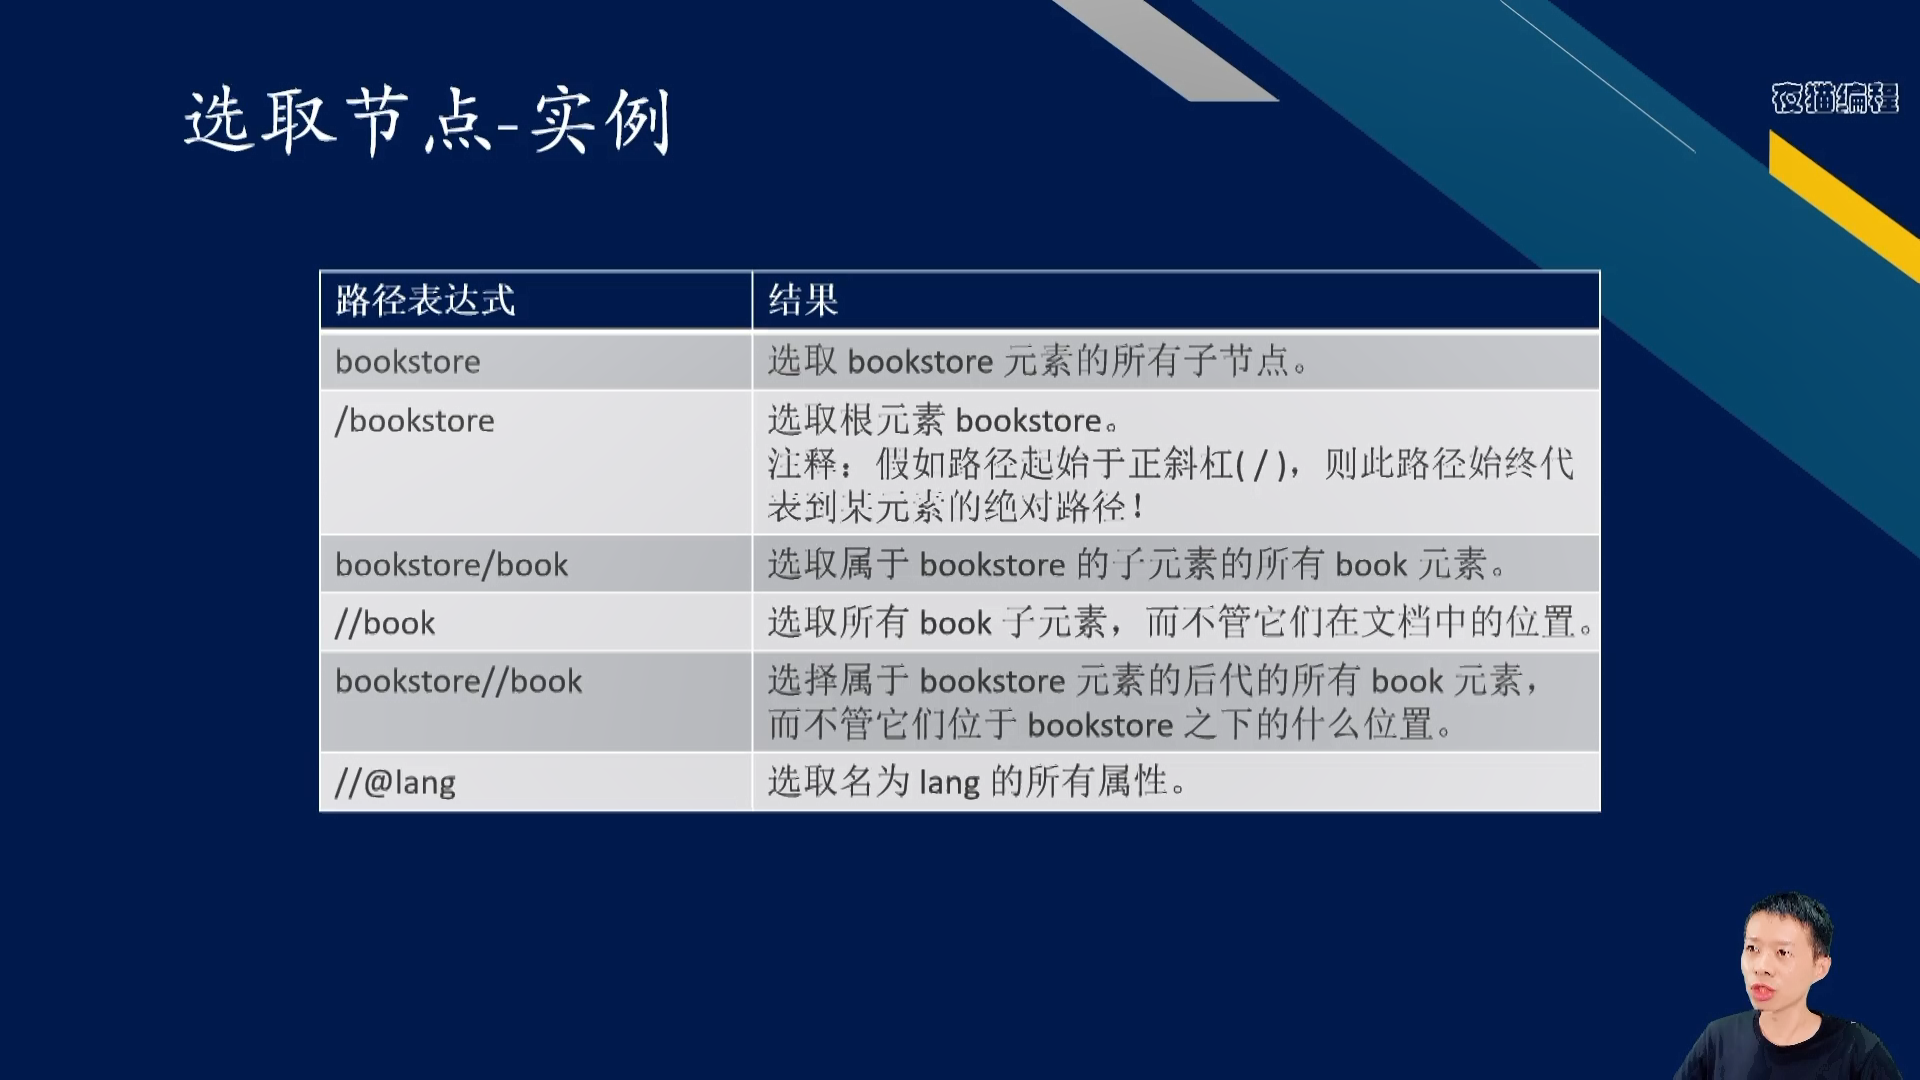 选取节点-实例
夜猫编程
路径表达式 结果
bookstore 选取 bookstore 元素的所有子节点。
/bookstore 选取根元素 bookstore。
注释：假如路径起始于正斜杠( / )，则此路径始终代
表到某元素的绝对路径！
bookstore/book 选取属于 bookstore 的子元素的所有 book 元素。
//book 选取所有 book 子元素，而不管它们在文档中的位置。
bookstore//book 选择属于 bookstore 元素的后代的所有 book 元素，
而不管它们位于 bookstore 之下的什么位置。
//@lang 选取名为 lang 的所有属性。